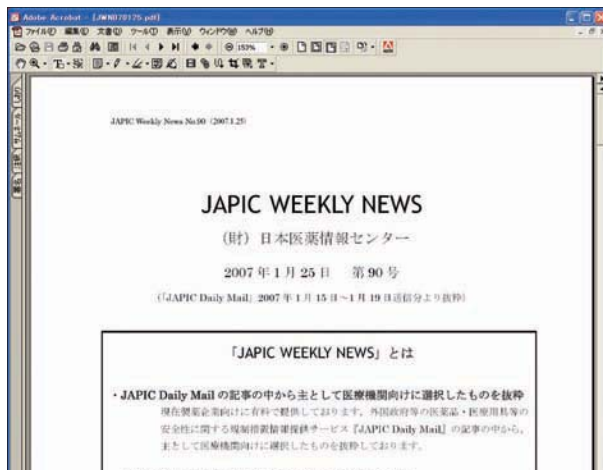 Adobe Acrobat - [JWN070125.pdf]
ファイル(F) 編集(E) 文書(D) ツール(T) 表示(V) ウィンドウ(W) ヘルプ(H)
153%
JAPIC Weekly News No.90 (2007.1.25)
JAPIC WEEKLY NEWS
(財) 日本医薬情報センター
2007 年 1 月 25 日 第 90 号
(「JAPIC Daily Mail」2007 年 1 月 15 日~1 月 19 日送信分より抜粋)
「JAPIC WEEKLY NEWS」とは
・JAPIC Daily Mail の記事の中から主として医療機関向けに選択したものを抜粋
現在製薬企業向けに有料で提供しております、外国政府等の医薬品・医療用具等の
安全性に関する規制措置情報提供サービス『JAPIC Daily Mail』の記事の中から、
主として医療機関向けに選択したものを抜粋しております。